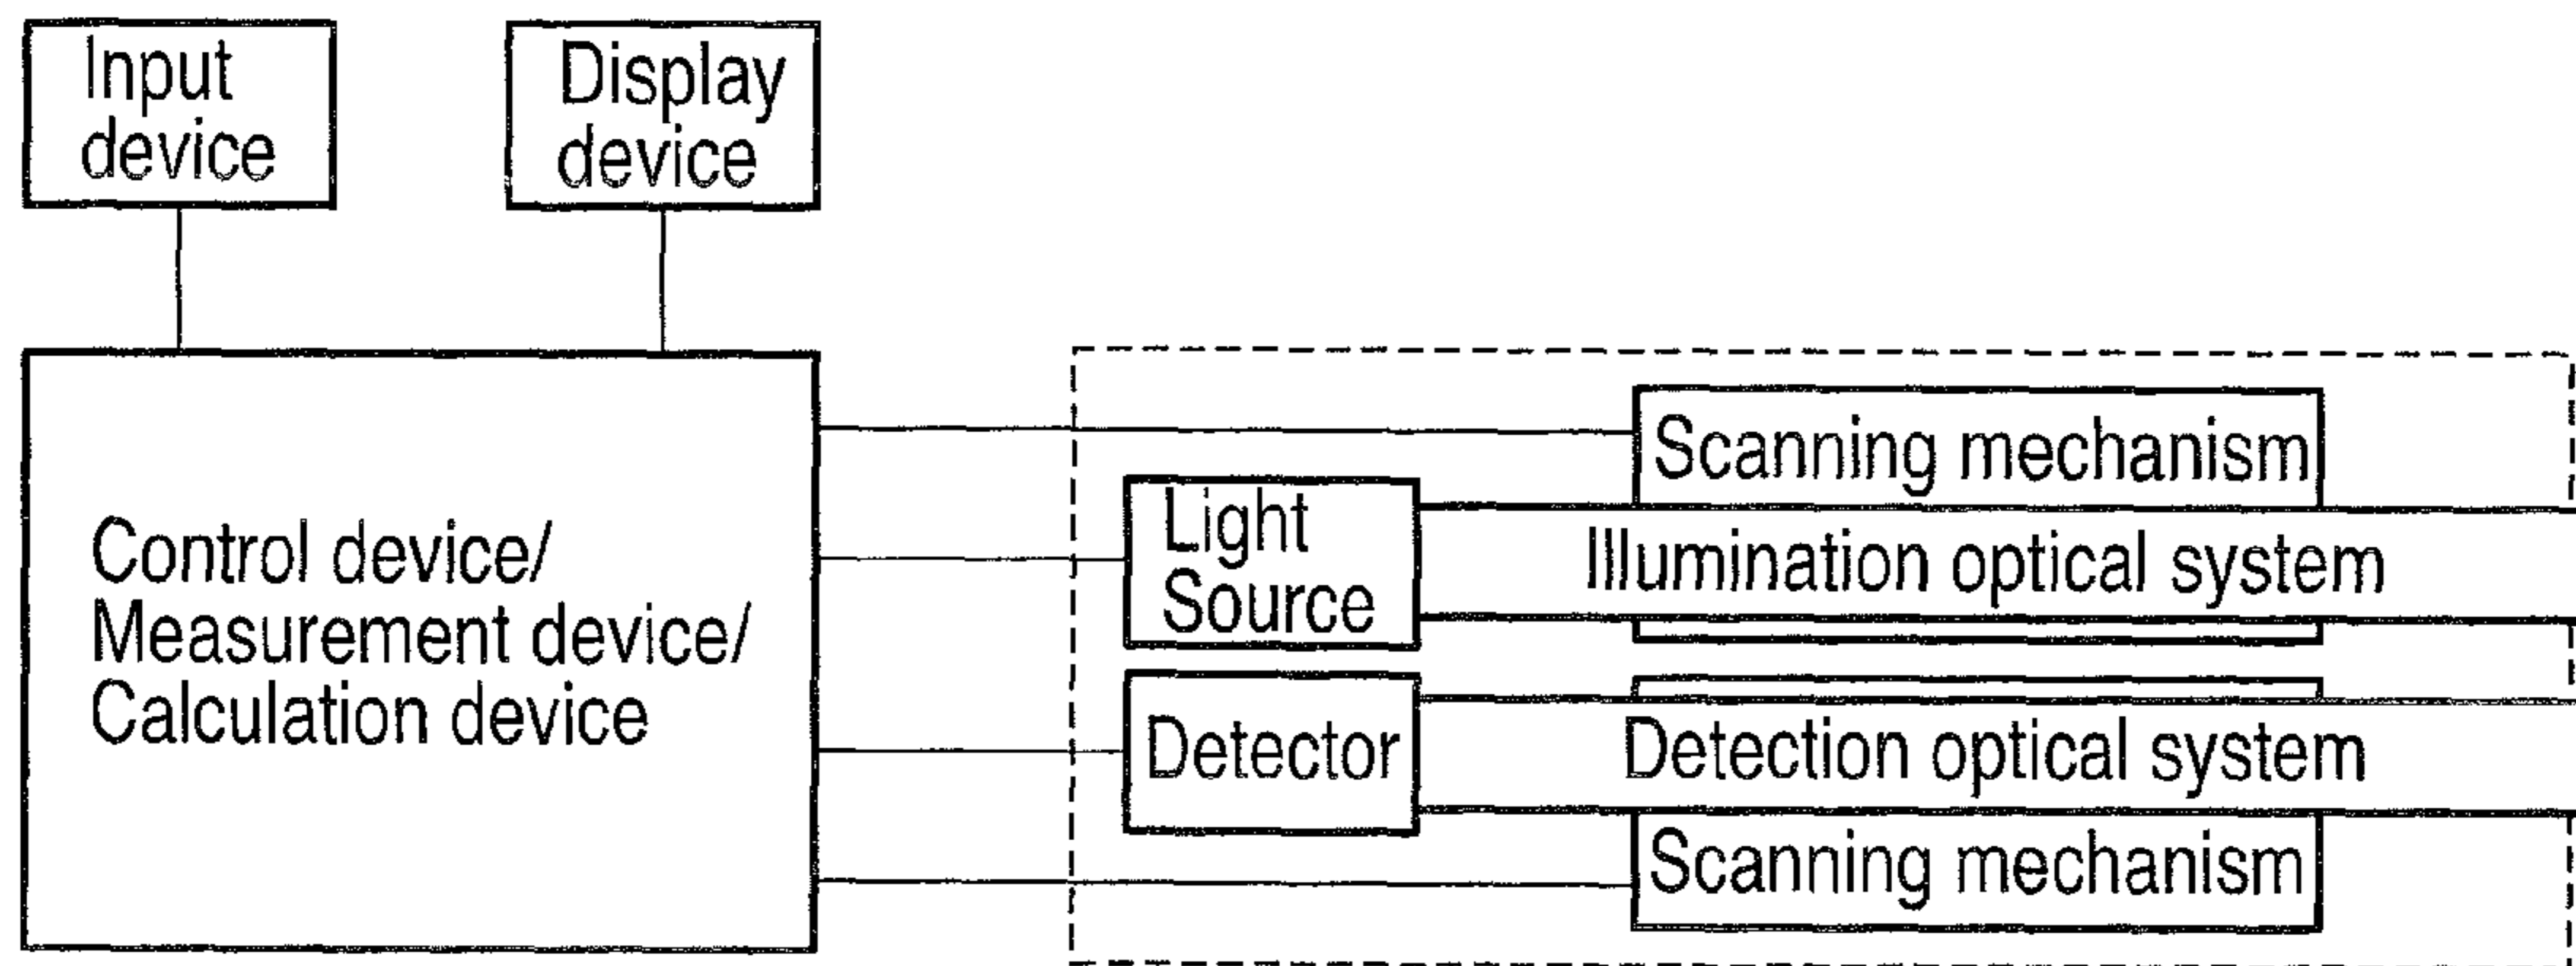 Input
device
Display
device
Control device/
Measurement device/
Calculation device
Scanning mechanism
Light
Source
Illumination optical system
Detector
Detection optical system
Scanning mechanism